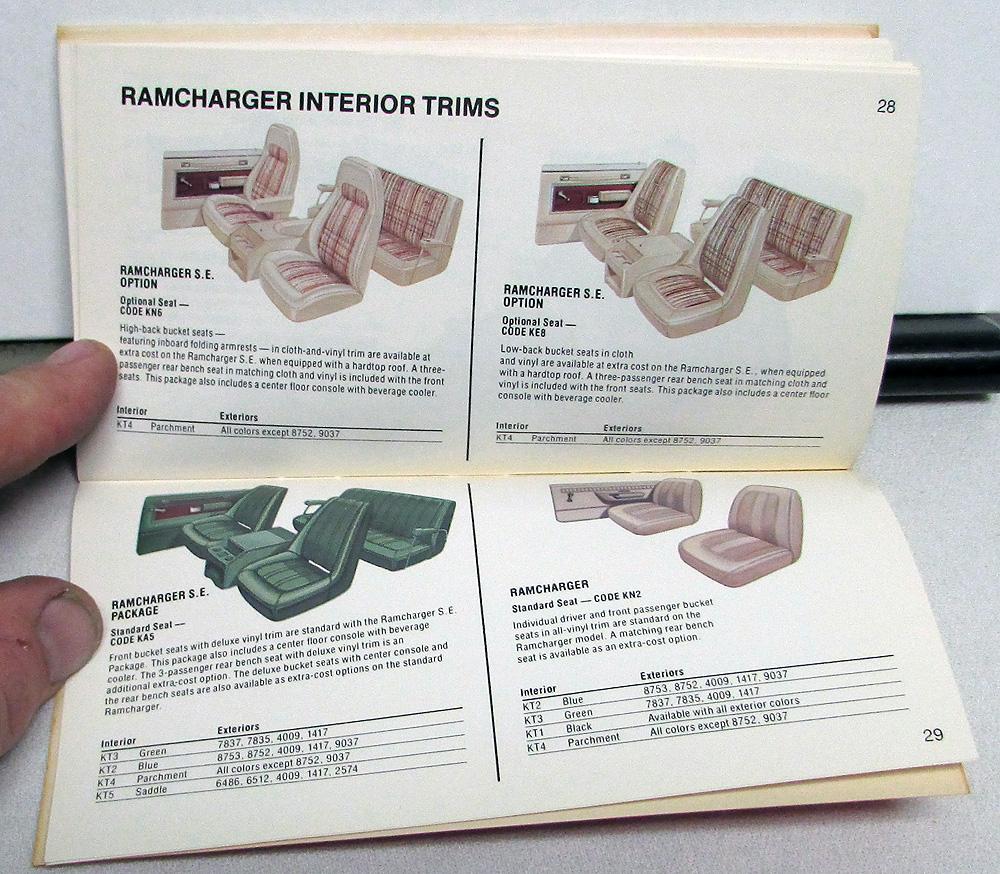 RAMCHARGER INTERIOR TRIMS
28
RAMCHARGER S.E.
OPTION
Optional Seat —
CODE KN6
High-back bucket seats —
featuring inboard folding armrests — in cloth-and-vinyl trim are available at
extra cost on the Ramcharger S.E. when equipped with a hardtop roof. A three-
passenger rear bench seat in matching cloth and vinyl is included with the front
seats. This package also includes a center floor console with beverage cooler.
Interior Exteriors
KT4 Parchment All colors except 8752, 9037
RAMCHARGER S.E.
OPTION
Optional Seat —
CODE KE8
Low-back bucket seats in cloth
and vinyl are available at extra cost on the Ramcharger S.E., when equipped
with a hardtop roof. A three-passenger rear bench seat in matching cloth and
vinyl is included with the front seats. This package also includes a center floor
console with beverage cooler.
Interior Exteriors
KT4 Parchment All colors except 8752, 9037
RAMCHARGER S.E.
PACKAGE
Standard Seat —
CODE KA5
Front bucket seats with deluxe vinyl trim are standard with the Ramcharger S.E.
Package. This package also includes a center floor console with beverage
cooler. The 3-passenger rear bench seat with deluxe vinyl trim is an
additional extra-cost option. The deluxe bucket seats with center console and
the rear bench seats are also available as extra-cost options on the standard
Ramcharger.
Interior Exteriors
KT3 Green 7837, 7835, 4009, 1417
KT2 Blue 8753, 8752, 4009, 1417, 9037
KT4 Parchment All colors except 8752, 9037
KT5 Saddle 6486, 6512, 4009, 1417, 2574
RAMCHARGER
Standard Seat — CODE KN2
Individual driver and front passenger bucket
seats in all-vinyl trim are standard on the
Ramcharger model. A matching rear bench
seat is available as an extra-cost option.
Interior Exteriors
KT2 Blue 8753, 8752, 4009, 1417, 9037
KT3 Green 7837, 7835, 4009, 1417
KT1 Black Available with all exterior colors
KT4 Parchment All colors except 8752, 9037
29